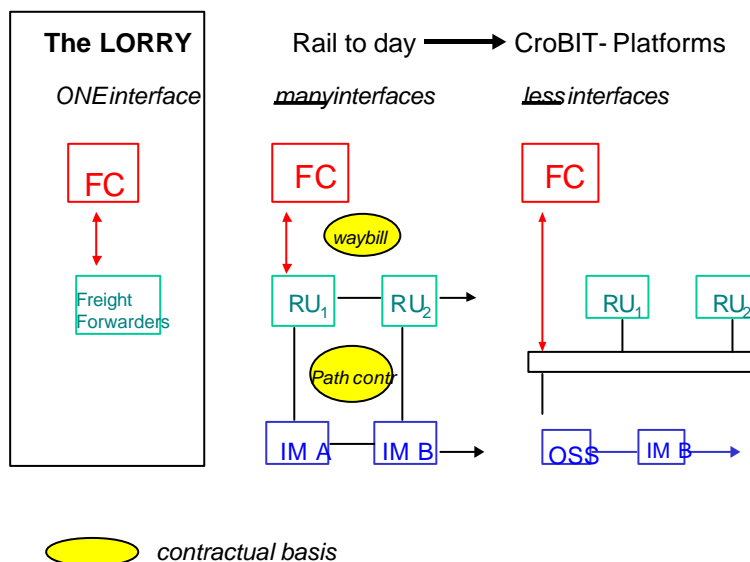 The LORRY
Rail to day
CroBIT- Platforms
ONE interface
many interfaces
less interfaces
FC
FC
FC
waybill
Freight
Forwarders
RU1
RU2
RU1
RU2
Path contr
IM A
IM B
OSS
IM B
contractual basis